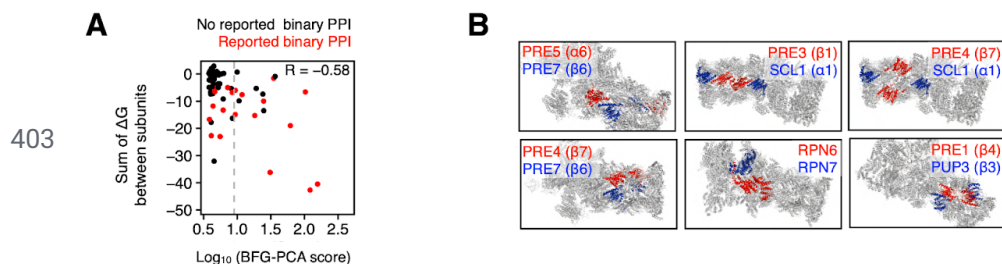 403
A
No reported binary PPI
Reported binary PPI
R = −0.58
Sum of ΔG
between subunits
0
−10
−20
−30
−40
−50
0.5 1.0 1.5 2.0 2.5
Log10 (BFG-PCA score)
B
PRE5 (α6)
PRE7 (β6)
PRE3 (β1)
SCL1 (α1)
PRE4 (β7)
SCL1 (α1)
PRE4 (β7)
PRE7 (β6)
RPN6
RPN7
PRE1 (β4)
PUP3 (β3)